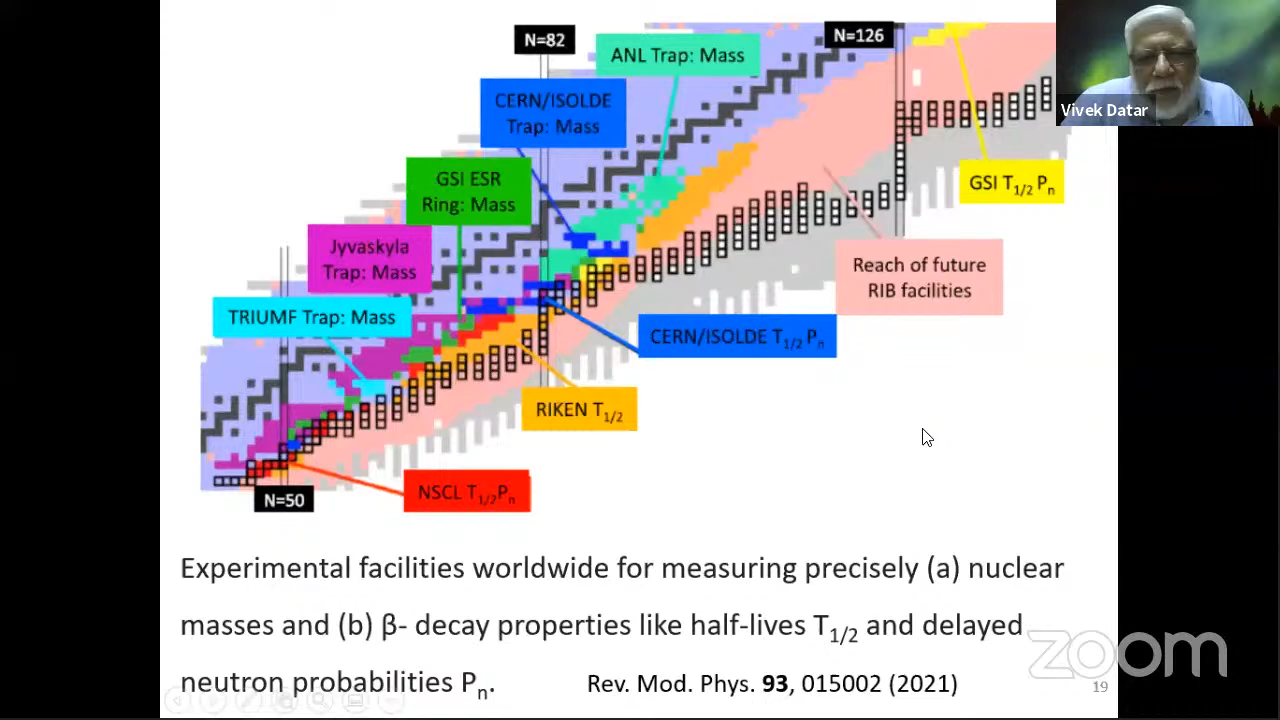 N=82
N=126
ANL Trap: Mass
CERN/ISOLDE
Trap: Mass
Vivek Datar
GSI ESR
Ring: Mass
GSI T1/2 Pn
Jyvaskyla
Trap: Mass
Reach of future
RIB facilities
TRIUMF Trap: Mass
CERN/ISOLDE T1/2 Pn
RIKEN T1/2
NSCL T1/2Pn
N=50
Experimental facilities worldwide for measuring precisely (a) nuclear
masses and (b) β- decay properties like half-lives T1/2 and delayed
neutron probabilities Pn.
Rev. Mod. Phys. 93, 015002 (2021)
zoom
19